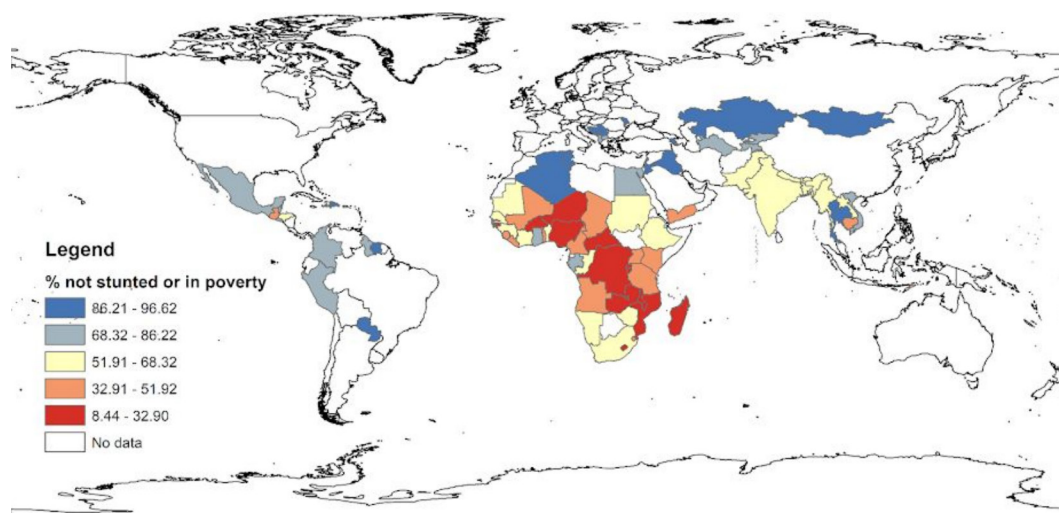 Legend
% not stunted or in poverty
86.21 - 96.62
68.32 - 86.22
51.91 - 68.32
32.91 - 51.92
8.44 - 32.90
No data